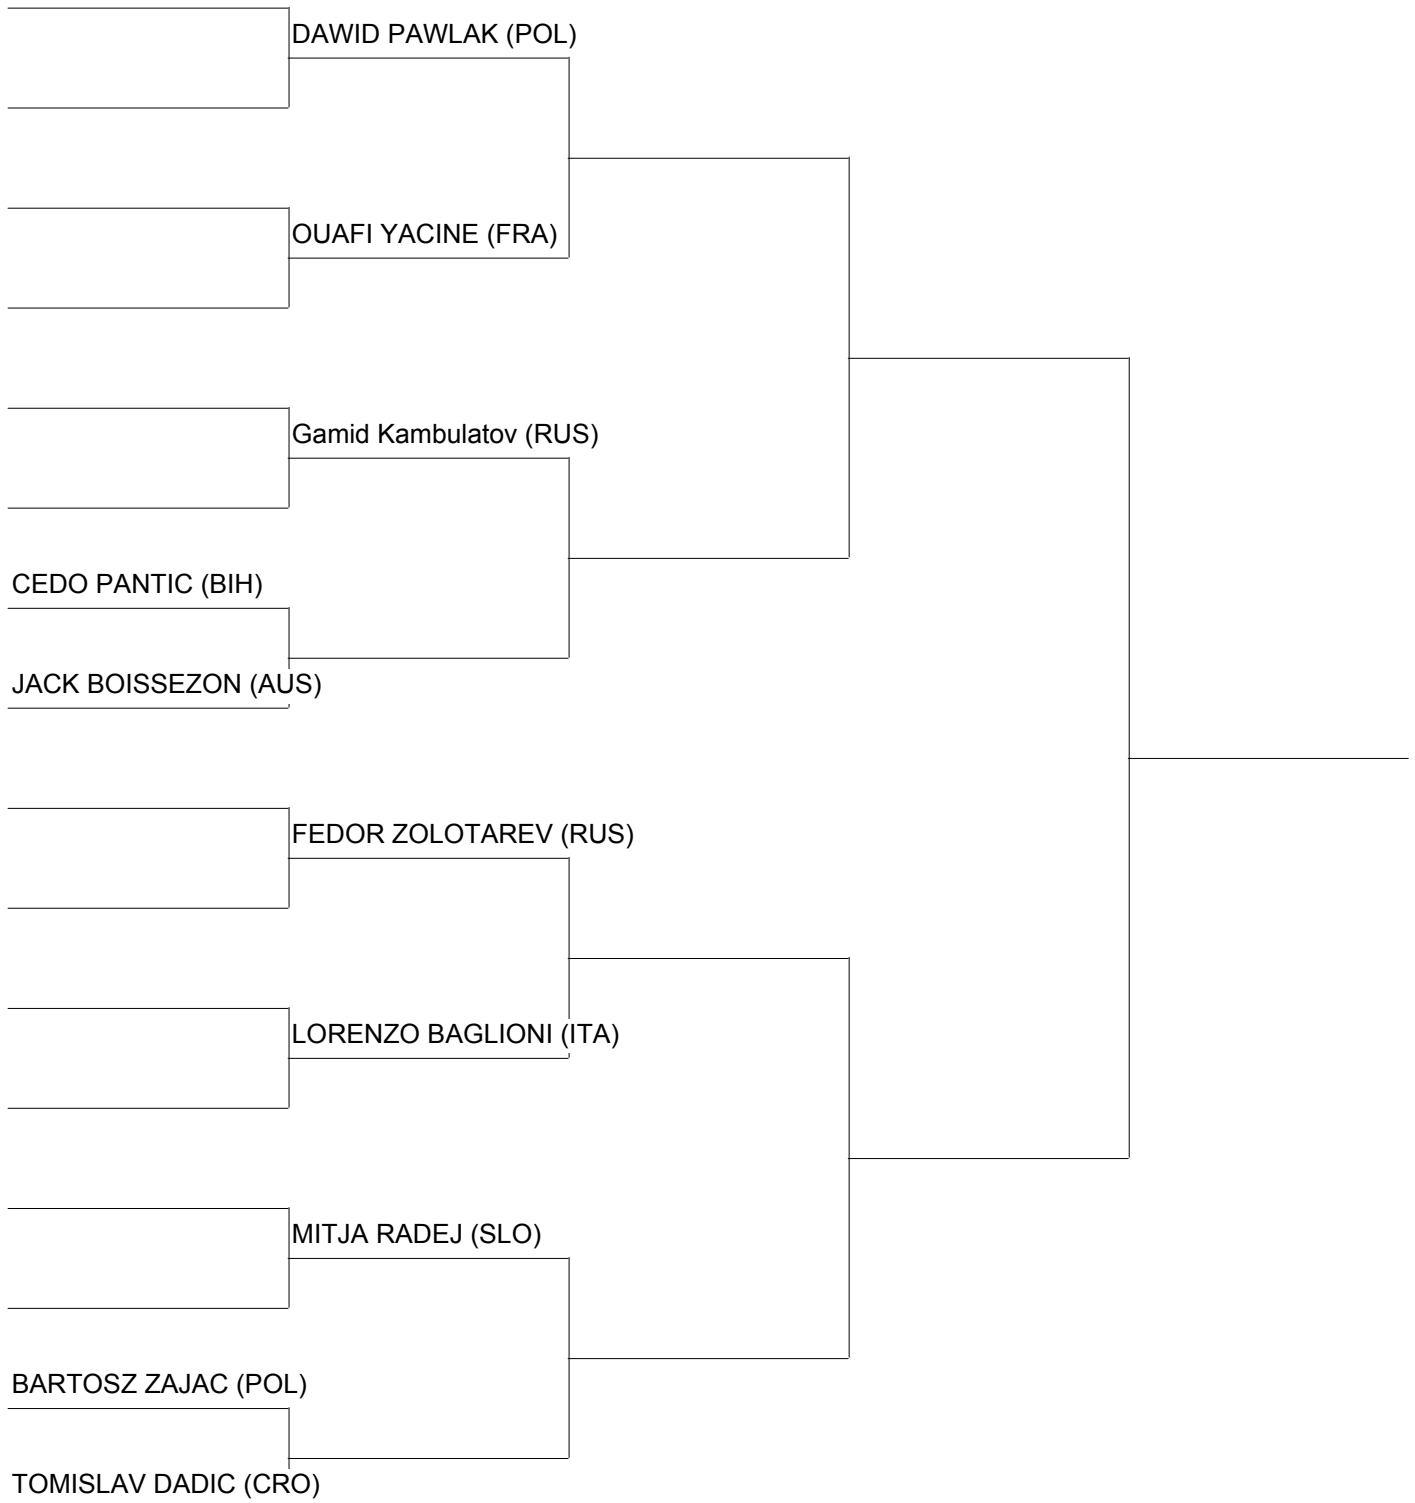 DAWID PAWLAK (POL)
OUAFI YACINE (FRA)
Gamid Kambulatov (RUS)
CEDO PANTIC (BIH)
JACK BOISSEZON (AUS)
FEDOR ZOLOTAREV (RUS)
LORENZO BAGLIONI (ITA)
MITJA RADEJ (SLO)
BARTOSZ ZAJAC (POL)
TOMISLAV DADIC (CRO)